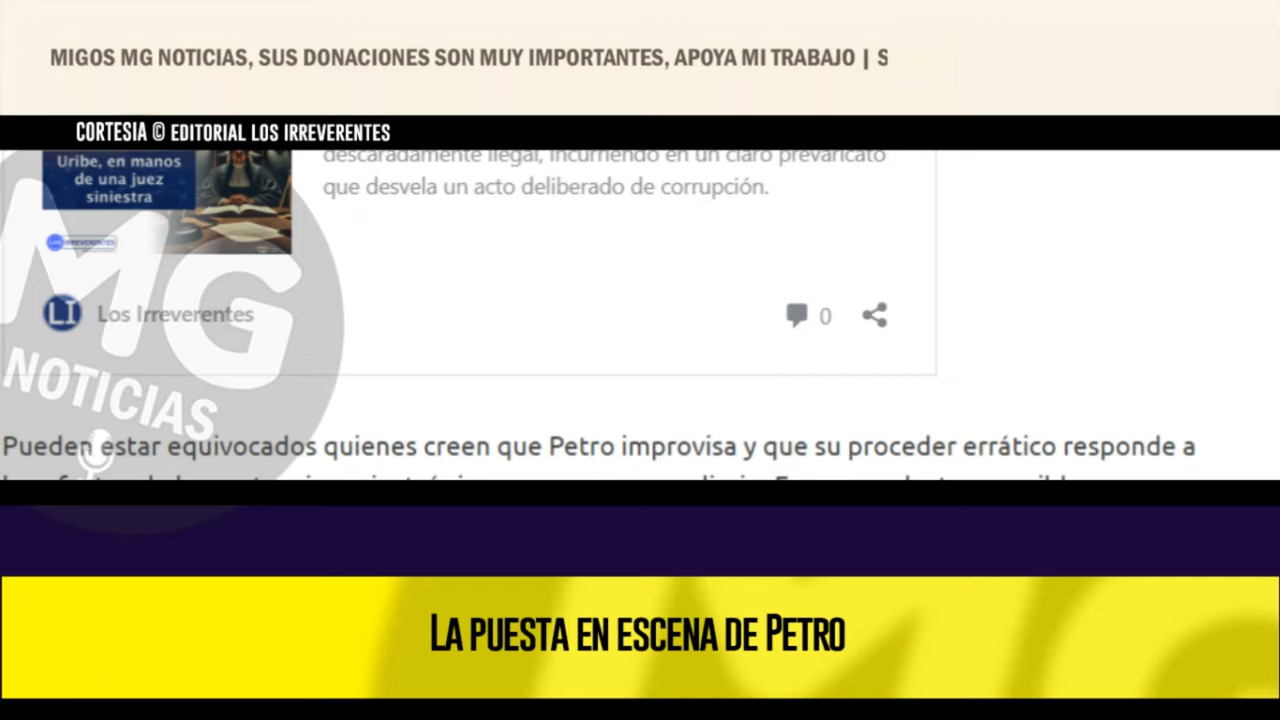 MIGOS MG NOTICIAS, SUS DONACIONES SON MUY IMPORTANTES, APOYA MI TRABAJO | S
CORTESIA © EDITORIAL LOS IRREVERENTES
Uribe, en manos
de una juez
siniestra
descaradamente ilegal, incurriendo en un claro prevaricato
que desvela un acto deliberado de corrupción.
LOS IRREVERENTES
LI Los Irreverentes
0
MG
NOTICIAS
Pueden estar equivocados quienes creen que Petro improvisa y que su proceder errático responde a
LA PUESTA EN ESCENA DE PETRO